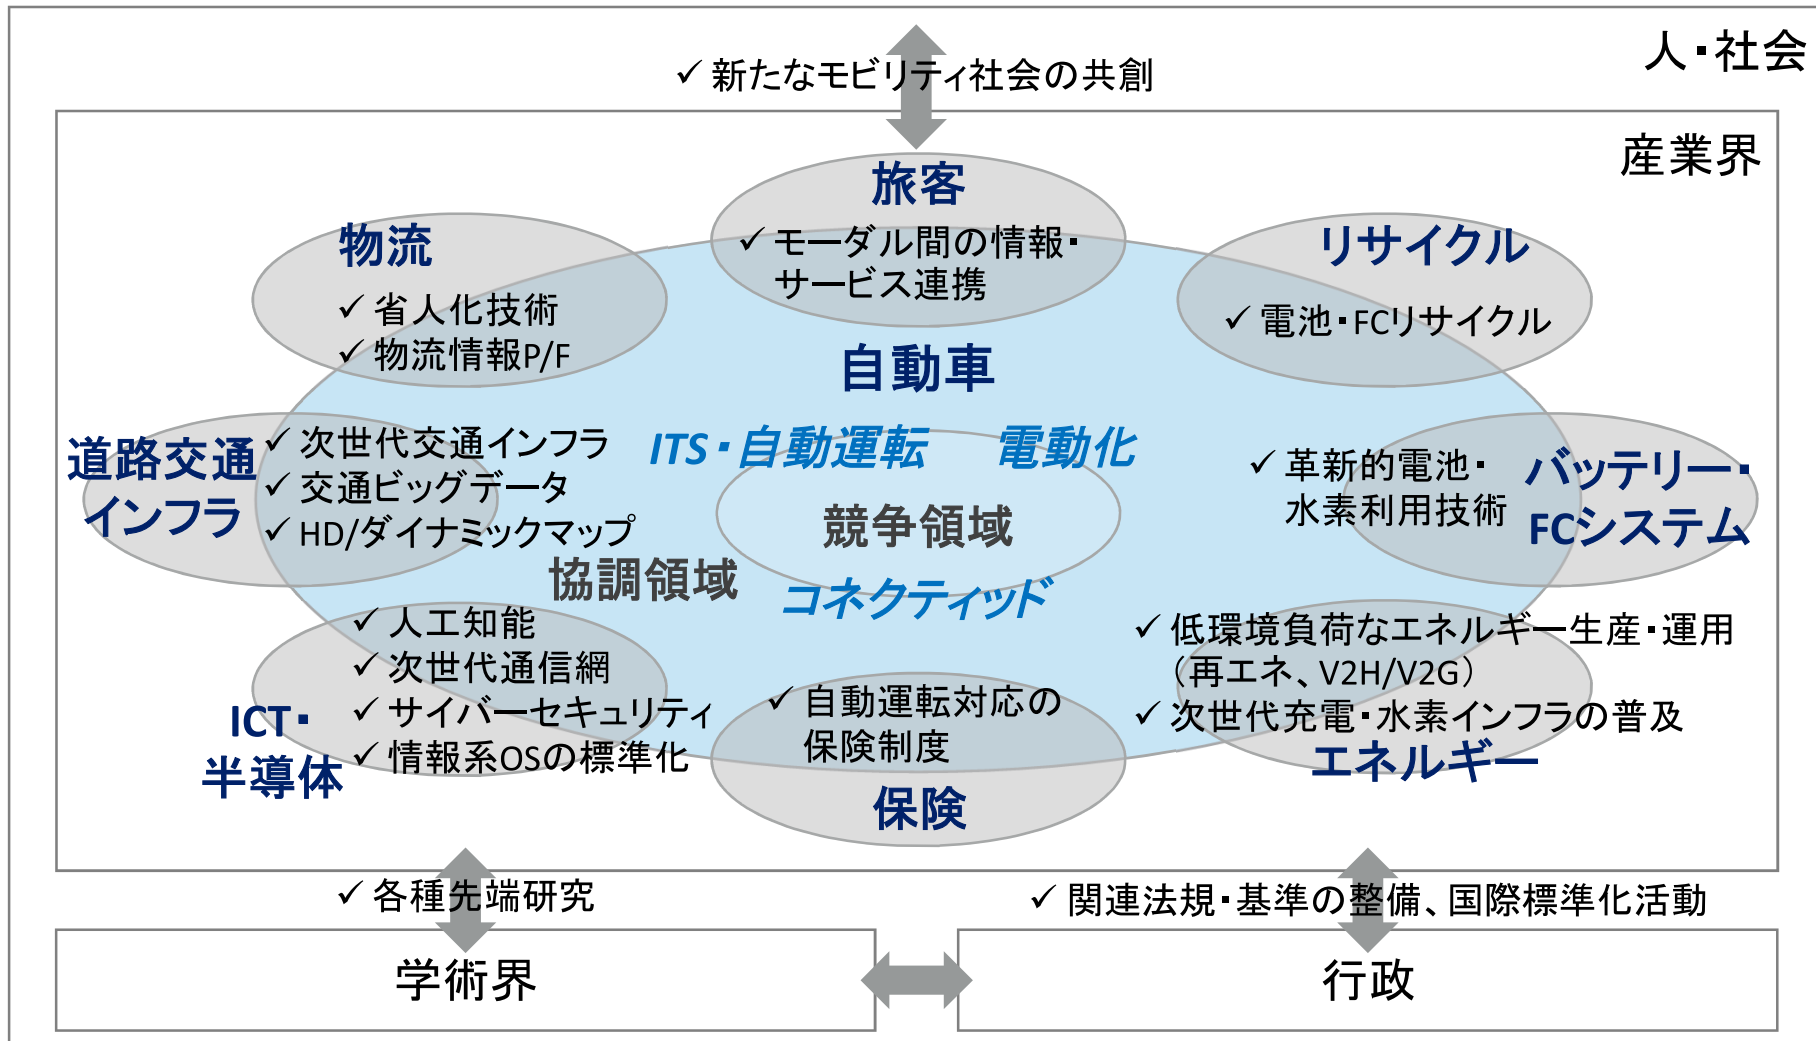 人・社会
✓ 新たなモビリティ社会の共創
産業界
旅客
✓ モーダル間の情報・
サービス連携
物流
✓ 省人化技術
✓ 物流情報P/F
リサイクル
✓ 電池・FCリサイクル
自動車
ITS・自動運転 電動化
競争領域
協調領域
コネクティッド
道路交通
インフラ
✓ 次世代交通インフラ
✓ 交通ビッグデータ
✓ HD/ダイナミックマップ
✓ 革新的電池・
水素利用技術
バッテリー・
FCシステム
✓ 人工知能
✓ 次世代通信網
✓ サイバーセキュリティ
✓ 情報系OSの標準化
ICT・
半導体
✓ 自動運転対応の
保険制度
保険
✓ 低環境負荷なエネルギー生産・運用
（再エネ、V2H/V2G）
✓ 次世代充電・水素インフラの普及
エネルギー
✓ 各種先端研究
✓ 関連法規・基準の整備、国際標準化活動
学術界
行政